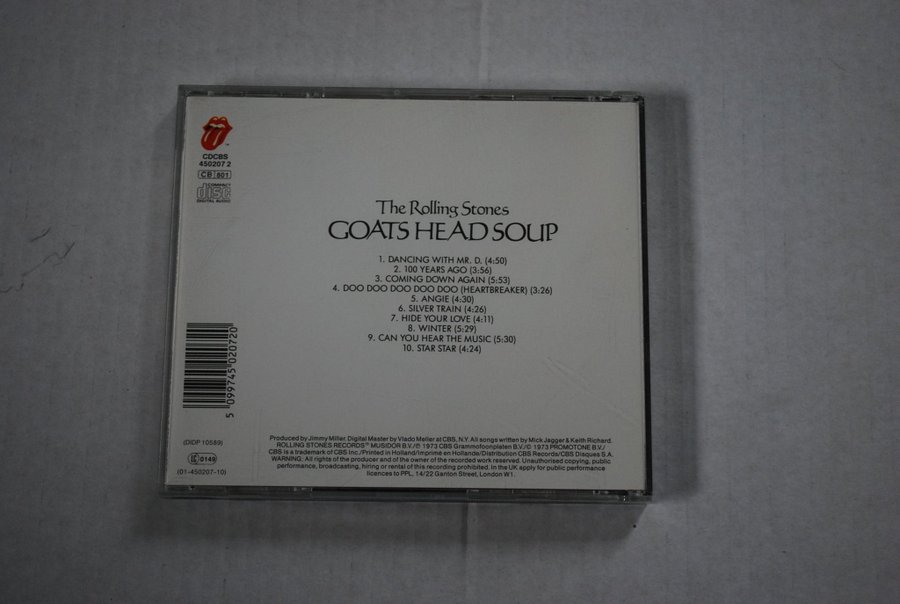 TM
CDCBS
450207 2
CB 801
COMPACT
disc
DIGITAL AUDIO
The Rolling Stones
GOATS HEAD SOUP
1. DANCING WITH MR. D. (4:50)
2. 100 YEARS AGO (3:56)
3. COMING DOWN AGAIN (5:53)
4. DOO DOO DOO DOO DOO (HEARTBREAKER) (3:26)
5. ANGIE (4:30)
6. SILVER TRAIN (4:26)
7. HIDE YOUR LOVE (4:11)
8. WINTER (5:29)
9. CAN YOU HEAR THE MUSIC (5:30)
10. STAR STAR (4:24)
5 099745 020720
(DIDP 10589)
LC 0149
(01-450207-10)
Produced by Jimmy Miller. Digital Master by Vlado Meller at CBS, N.Y. All songs written by Mick Jagger & Keith Richard.
ROLLING STONES RECORDS® MUSIDOR B.V./℗ 1973 CBS Grammofoonplaten B.V./© 1973 PROMOTONE B.V./
CBS is a trademark of CBS Inc./Printed in Holland/Imprimé en Hollande/Distribution CBS Records/CBS Disques S.A.
WARNING: All rights of the producer and of the owner of the recorded work reserved. Unauthorised copying, public
performance, broadcasting, hiring or rental of this recording prohibited. In the UK apply for public performance
licences to PPL, 14/22 Ganton Street, London W1.